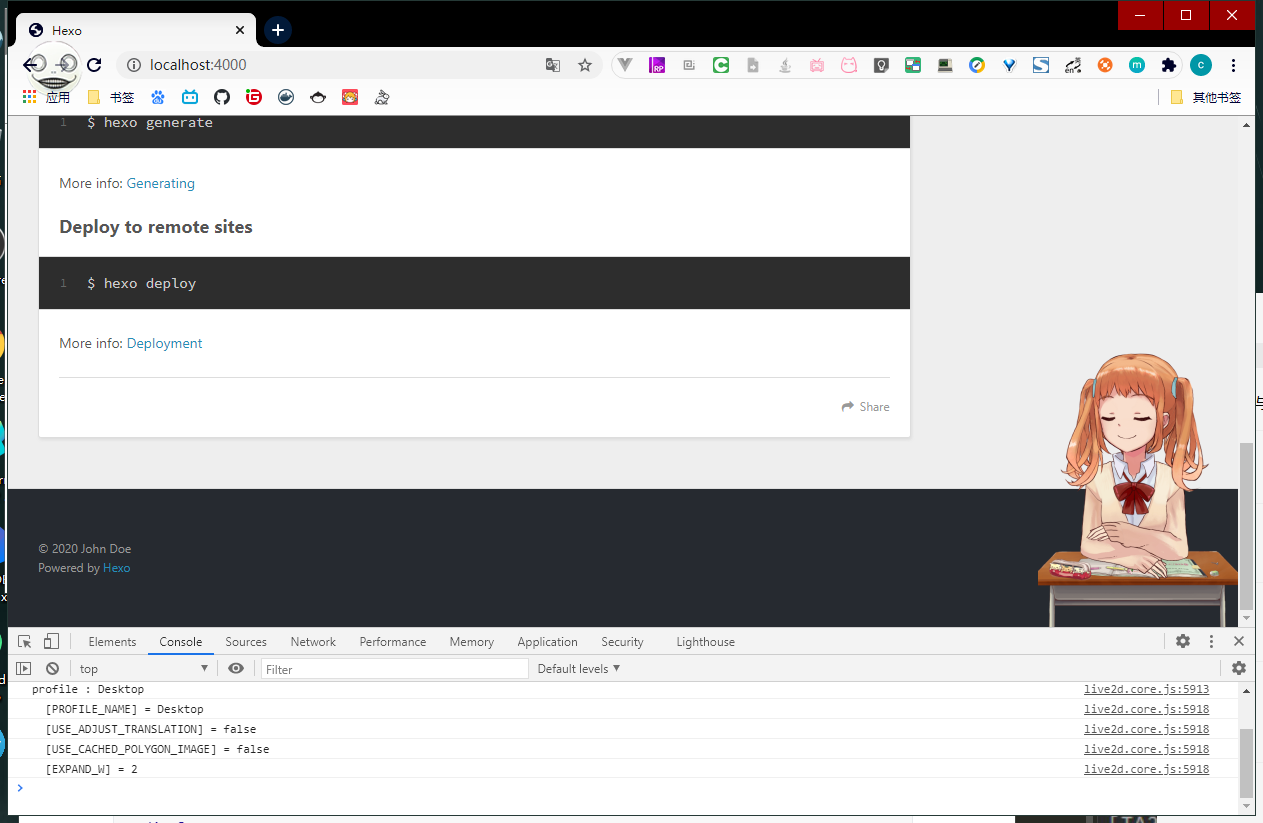 Hexo
localhost:4000
应用
书签
其他书签
1 $ hexo generate
More info: Generating
Deploy to remote sites
1 $ hexo deploy
More info: Deployment
Share
© 2020 John Doe
Powered by Hexo
Elements Console Sources Network Performance Memory Application Security Lighthouse
top Filter Default levels
profile : Desktop live2d.core.js:5913
[PROFILE_NAME] = Desktop live2d.core.js:5918
[USE_ADJUST_TRANSLATION] = false live2d.core.js:5918
[USE_CACHED_POLYGON_IMAGE] = false live2d.core.js:5918
[EXPAND_W] = 2 live2d.core.js:5918